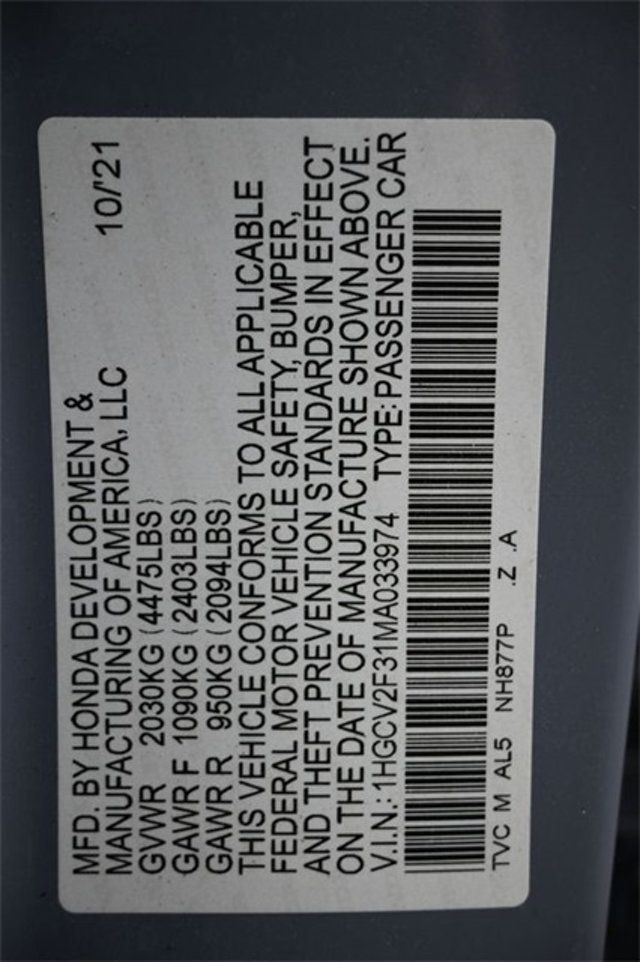 MFD. BY HONDA DEVELOPMENT &
MANUFACTURING OF AMERICA, LLC 10/'21
GVWR 2030KG (4475LBS)
GAWR F 1090KG (2403LBS)
GAWR R 950KG (2094LBS)
THIS VEHICLE CONFORMS TO ALL APPLICABLE
FEDERAL MOTOR VEHICLE SAFETY, BUMPER,
AND THEFT PREVENTION STANDARDS IN EFFECT
ON THE DATE OF MANUFACTURE SHOWN ABOVE.
V.I.N.: 1HGCV2F31MA033974 TYPE: PASSENGER CAR
TVC M AL5 NH877P .Z .A